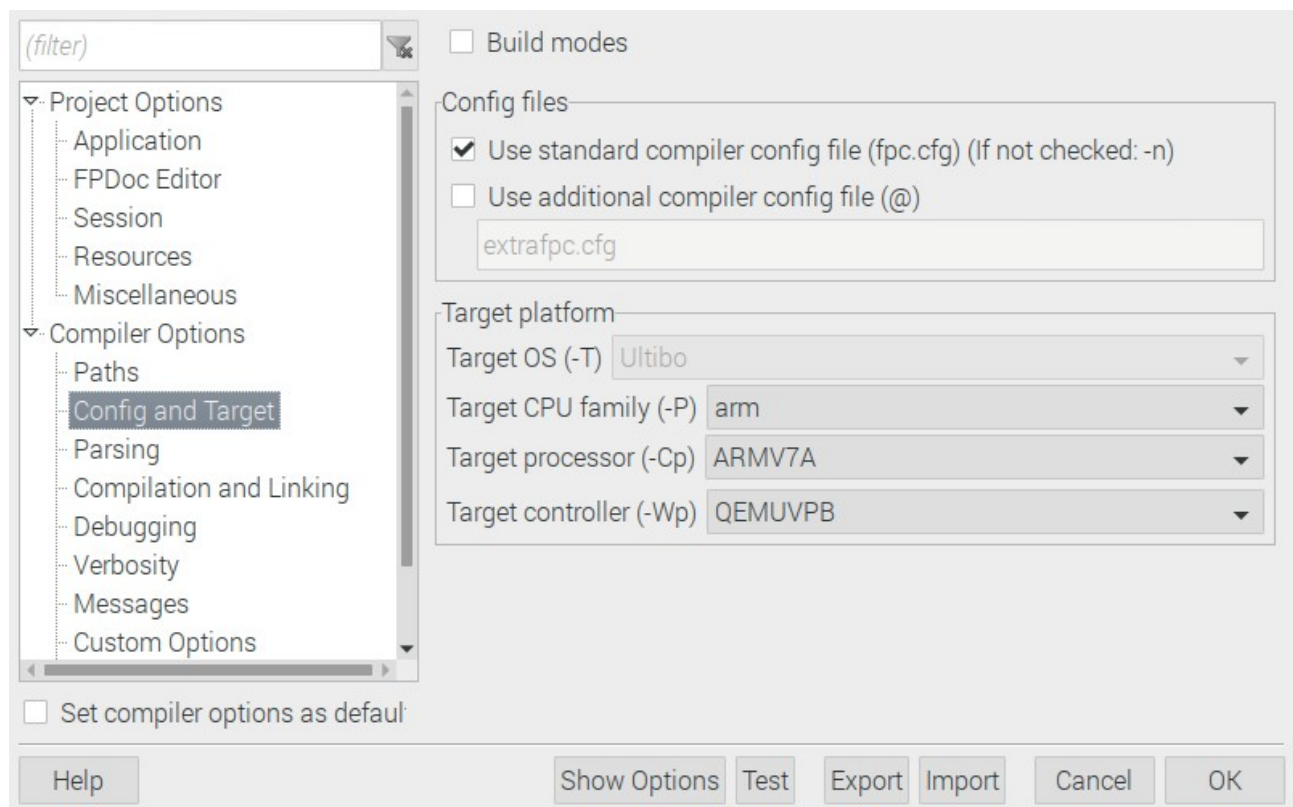 (filter)
Project Options
Application
FPDoc Editor
Session
Resources
Miscellaneous
Compiler Options
Paths
Config and Target
Parsing
Compilation and Linking
Debugging
Verbosity
Messages
Custom Options
Set compiler options as defaul
Build modes
Config files
Use standard compiler config file (fpc.cfg) (If not checked: -n)
Use additional compiler config file (@)
extrafpc.cfg
Target platform
Target OS (-T) Ultibo
Target CPU family (-P) arm
Target processor (-Cp) ARMV7A
Target controller (-Wp) QEMUVPB
Help Show Options Test Export Import Cancel OK